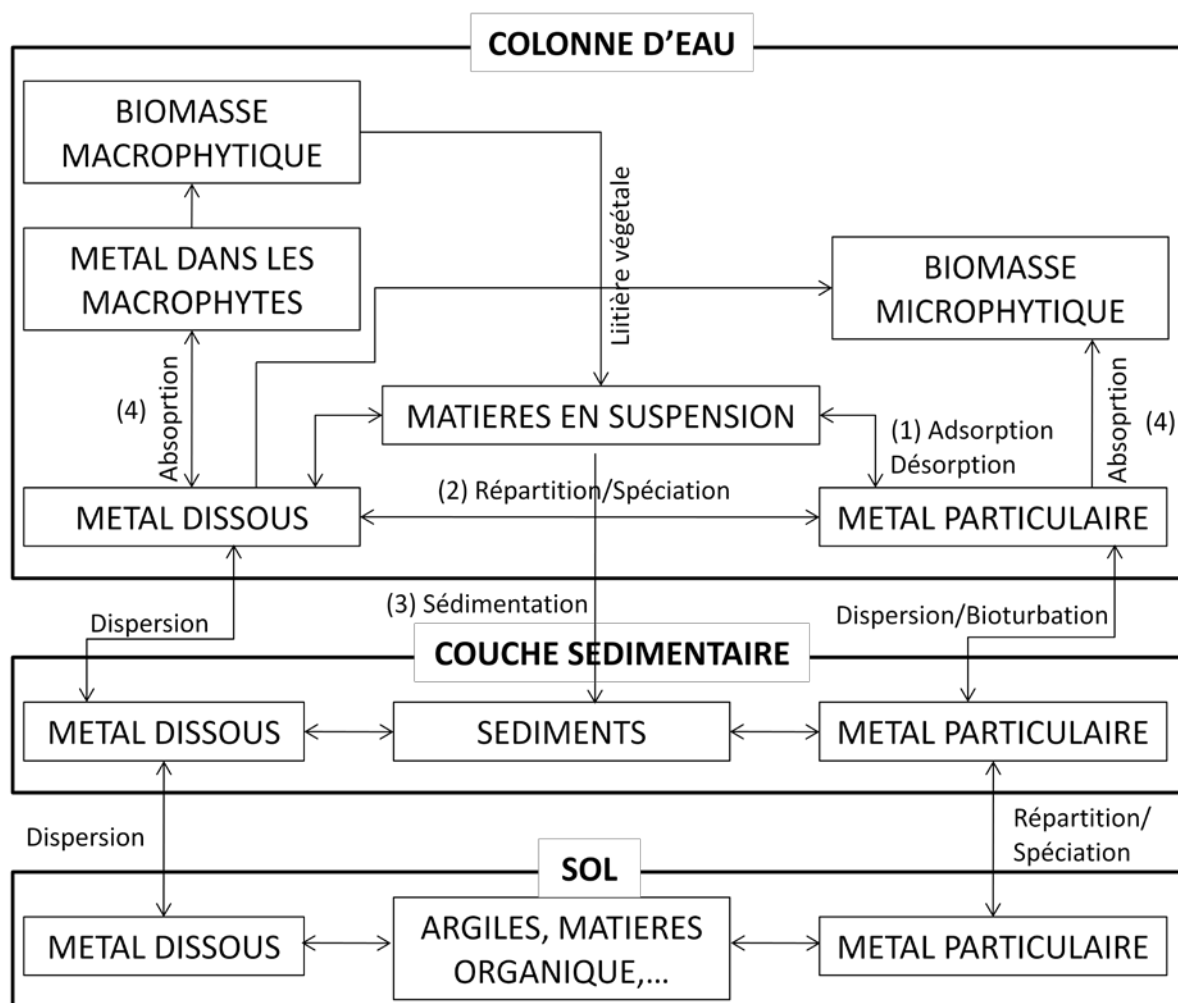 COLONNE D'EAU
BIOMASSE
MACROPHYTIQUE
Liitière végétale
METAL DANS LES
MACROPHYTES
BIOMASSE
MICROPHYTIQUE
(4)
Absoprtion
MATIERES EN SUSPENSION
(1) Adsorption
Désorption
Absoprtion
(4)
(2) Répartition/Spéciation
METAL DISSOUS
METAL PARTICULAIRE
Dispersion
(3) Sédimentation
Dispersion/Bioturbation
COUCHE SEDIMENTAIRE
METAL DISSOUS
SEDIMENTS
METAL PARTICULAIRE
Dispersion
Répartition/
Spéciation
SOL
METAL DISSOUS
ARGILES, MATIERES
ORGANIQUE,...
METAL PARTICULAIRE